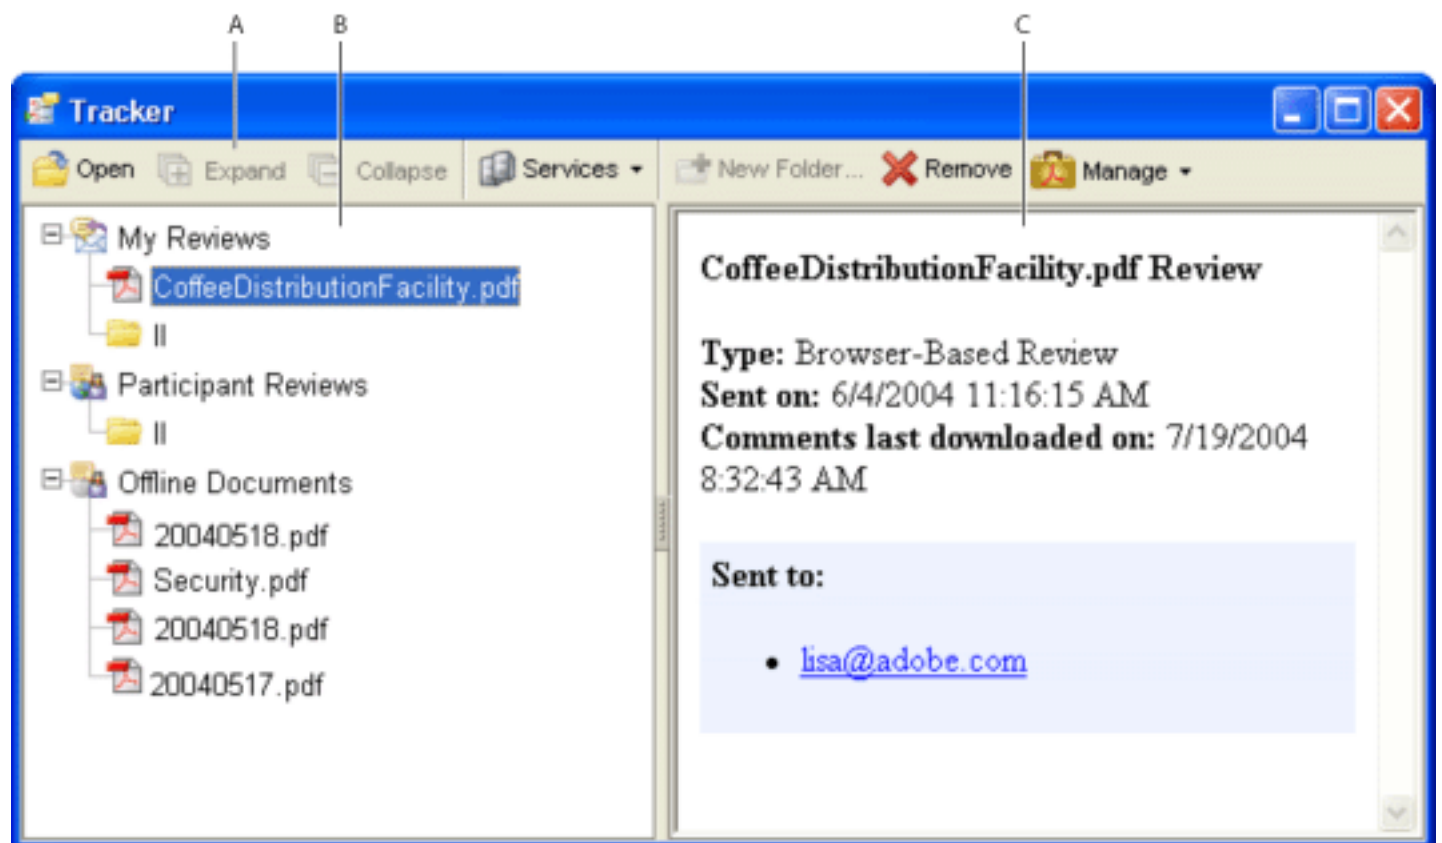 A B C
Tracker
Open Expand Collapse Services New Folder... Remove Manage
My Reviews
CoffeeDistributionFacility.pdf
ll
Participant Reviews
ll
Offline Documents
20040518.pdf
Security.pdf
20040518.pdf
20040517.pdf
CoffeeDistributionFacility.pdf Review
Type: Browser-Based Review
Sent on: 6/4/2004 11:16:15 AM
Comments last downloaded on: 7/19/2004
8:32:43 AM
Sent to:
• lisa@adobe.com